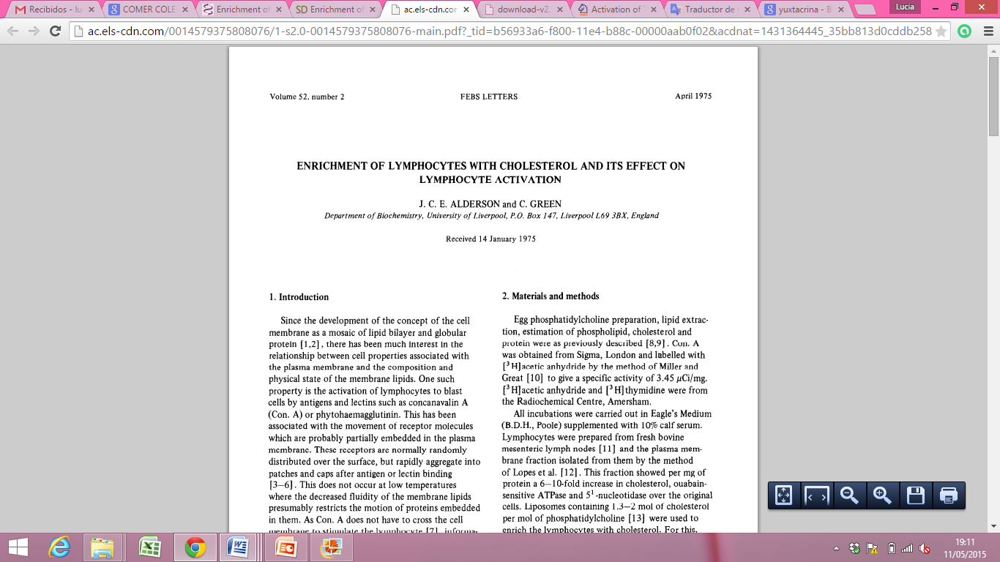 Recibidos - lu
COMER COLE
Enrichment of
Enrichment of
ac.els-cdn.com
download-v2.
Activation of
Traductor de
yuxtacrina - B
Lucia
ac.els-cdn.com/0014579375808076/1-s2.0-0014579375808076-main.pdf?_tid=b56933a6-f800-11e4-b88c-00000aab0f02&acdnat=1431364445_35bb813d0cddb258
Volume 52, number 2
FEBS LETTERS
April 1975
ENRICHMENT OF LYMPHOCYTES WITH CHOLESTEROL AND ITS EFFECT ON
LYMPHOCYTE ACTIVATION
J. C. E. ALDERSON and C. GREEN
Department of Biochemistry, University of Liverpool, P.O. Box 147, Liverpool L69 3BX, England
Received 14 January 1975
1. Introduction
Since the development of the concept of the cell
membrane as a mosaic of lipid bilayer and globular
protein [1,2], there has been much interest in the
relationship between cell properties associated with
the plasma membrane and the composition and
physical state of the membrane lipids. One such
property is the activation of lymphocytes to blast
cells by antigens and lectins such as concanavalin A
(Con. A) or phytohaemagglutinin. This has been
associated with the movement of receptor molecules
which are probably partially embedded in the plasma
membrane. These receptors are normally randomly
distributed over the surface, but rapidly aggregate into
patches and caps after antigen or lectin binding
[3–6]. This does not occur at low temperatures
where the decreased fluidity of the membrane lipids
presumably restricts the motion of proteins embedded
in them. As Con. A does not have to cross the cell
membrane to stimulate the lymphocyte [7], informa-
2. Materials and methods
Egg phosphatidylcholine preparation, lipid extrac-
tion, estimation of phospholipid, cholesterol and
protein were as previously described [8,9]. Con. A
was obtained from Sigma, London and labelled with
[³H]acetic anhydride by the method of Miller and
Great [10] to give a specific activity of 3.45 μCi/mg.
[³H]acetic anhydride and [³H]thymidine were from
the Radiochemical Centre, Amersham.
All incubations were carried out in Eagle's Medium
(B.D.H., Poole) supplemented with 10% calf serum.
Lymphocytes were prepared from fresh bovine
mesenteric lymph nodes [11] and the plasma mem-
brane fraction isolated from them by the method
of Lopes et al. [12]. This fraction showed per mg of
protein a 6–10-fold increase in cholesterol, ouabain-
sensitive ATPase and 5¹-nucleotidase over the original
cells. Liposomes containing 1.3–2 mol of cholesterol
per mol of phosphatidylcholine [13] were used to
enrich the lymphocytes with cholesterol. For this,
19:11
11/05/2015